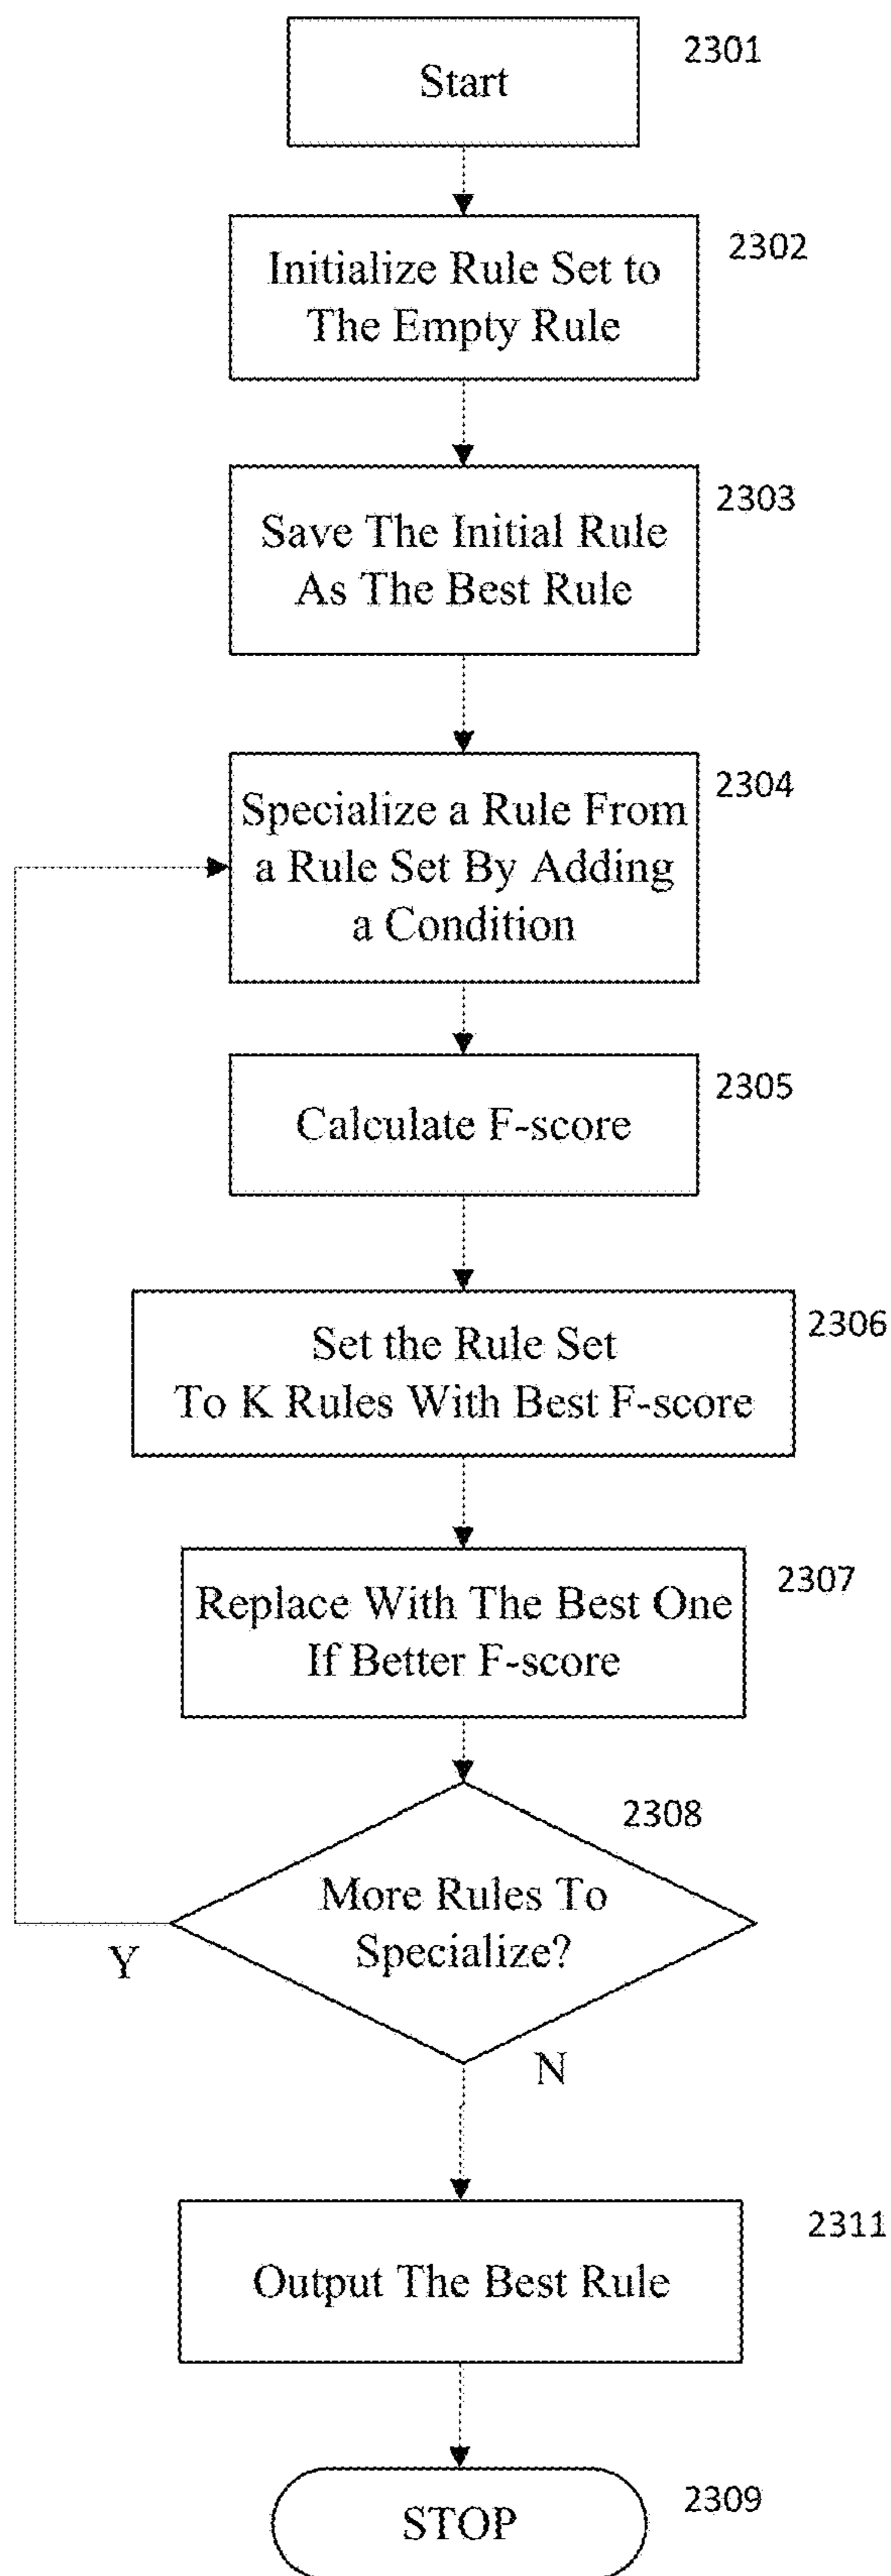 Start
2301
Initialize Rule Set to
The Empty Rule
2302
Save The Initial Rule
As The Best Rule
2303
Specialize a Rule From
a Rule Set By Adding
a Condition
2304
Calculate F-score
2305
Set the Rule Set
To K Rules With Best F-score
2306
Replace With The Best One
If Better F-score
2307
More Rules To
Specialize?
2308
Y
N
Output The Best Rule
2311
STOP
2309